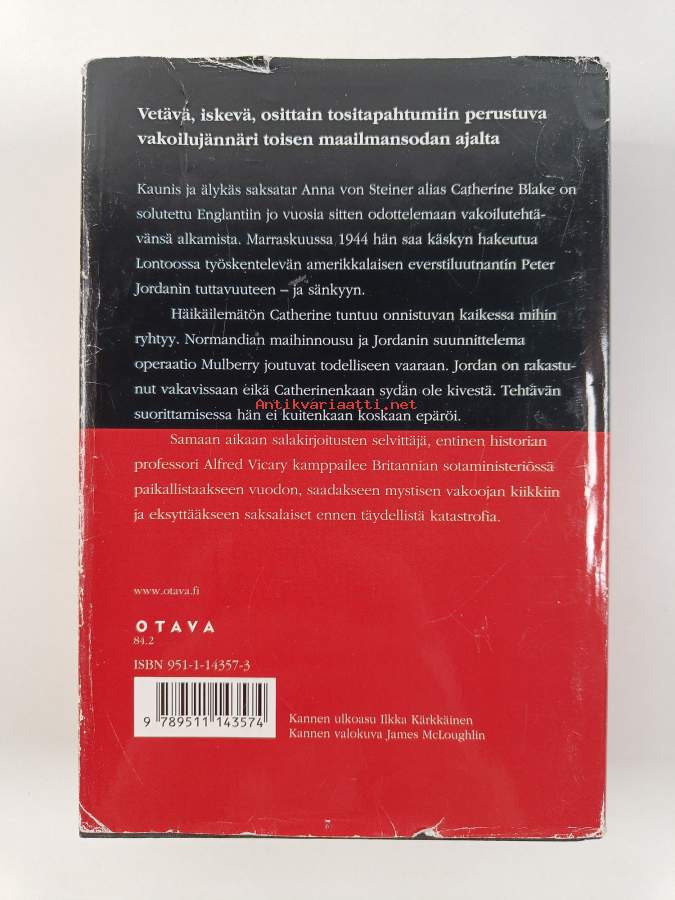 Vetävä, iskevä, osittain tositapahtumiin perustuva
vakoilujännäri toisen maailmansodan ajalta
Kaunis ja älykäs saksatar Anna von Steiner alias Catherine Blake on
solutettu Englantiin jo vuosia sitten odottelemaan vakoilutehtä-
vänsä alkamista. Marraskuussa 1944 hän saa käskyn hakeutua
Lontoossa työskentelevän amerikkalaisen everstiluutnantin Peter
Jordanin tuttavuuteen – ja sänkyyn.
Häikäilemätön Catherine tuntuu onnistuvan kaikessa mihin
ryhtyy. Normandian maihinnousu ja Jordanin suunnittelema
operaatio Mulberry joutuvat todelliseen vaaraan. Jordan on rakastu-
nut vakavissaan eikä Catherinenkaan sydän ole kivestä. Tehtävän
suorittamisessa hän ei kuitenkaan koskaan epäröi.
Antikvariaatti.net
Samaan aikaan salakirjoitusten selvittäjä, entinen historian
professori Alfred Vicary kamppailee Britannian sotaministeriössä
paikallistaakseen vuodon, saadakseen mystisen vakoojan kiikkiin
ja eksyttääkseen saksalaiset ennen täydellistä katastrofia.
www.otava.fi
OTAVA
84.2
ISBN 951-1-14357-3
9 789511 143574
Kannen ulkoasu Ilkka Kärkkäinen
Kannen valokuva James McLoughlin